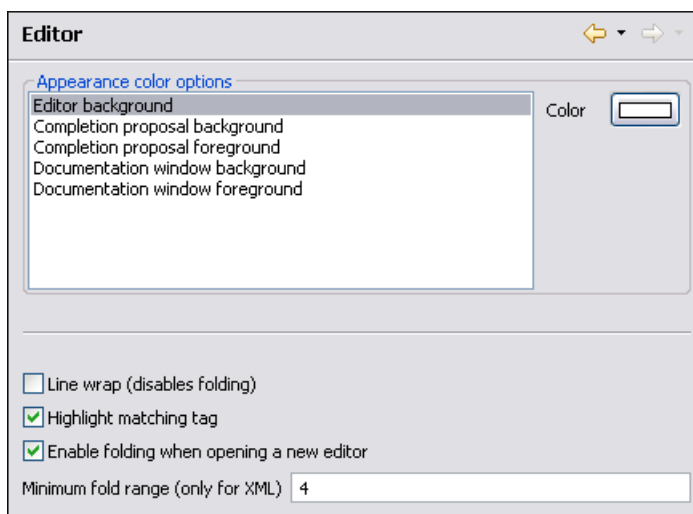 Editor
Appearance color options
Editor background
Color
Completion proposal background
Completion proposal foreground
Documentation window background
Documentation window foreground
Line wrap (disables folding)
Highlight matching tag
Enable folding when opening a new editor
Minimum fold range (only for XML) 4